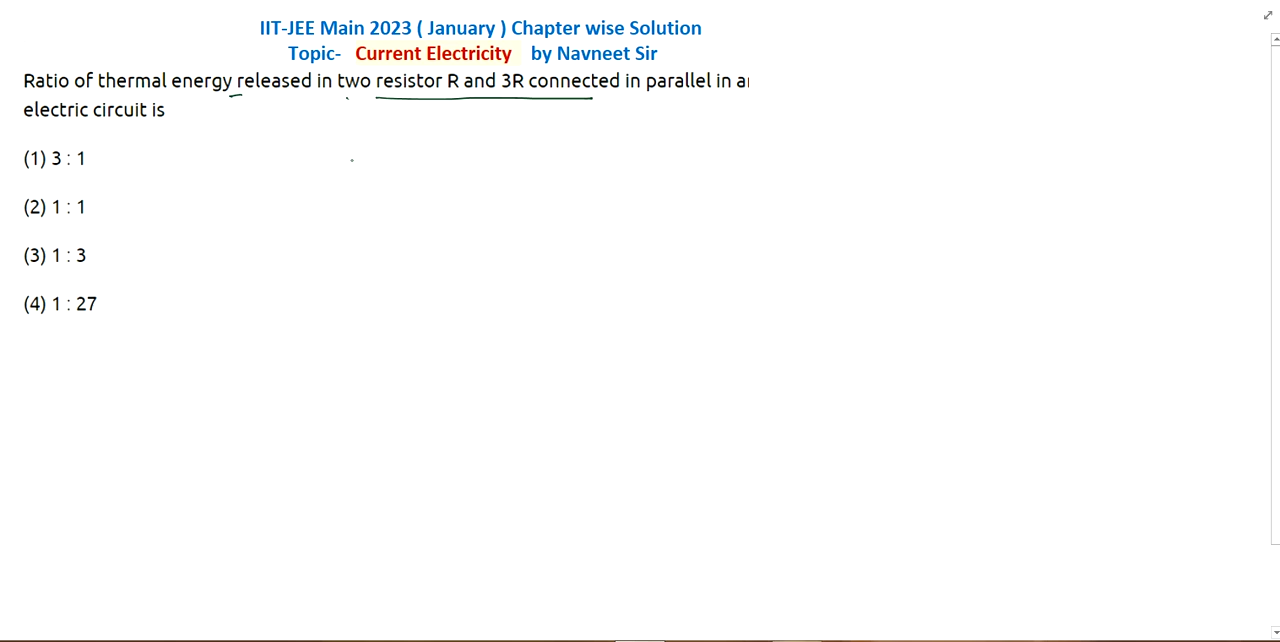 IIT-JEE Main 2023 ( January ) Chapter wise Solution
Topic- Current Electricity by Navneet Sir
Ratio of thermal energy released in two resistor R and 3R connected in parallel in
electric circuit is
(1) 3 : 1
(2) 1 : 1
(3) 1 : 3
(4) 1 : 27